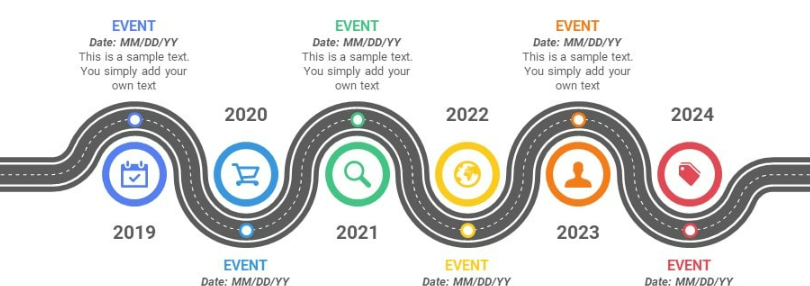 EVENT
Date: MM/DD/YY
This is a sample text.
You simply add your
own text
EVENT
Date: MM/DD/YY
This is a sample text.
You simply add your
own text
EVENT
Date: MM/DD/YY
This is a sample text.
You simply add your
own text
2020
2022
2024
2019
2021
2023
EVENT
Date: MM/DD/YY
EVENT
Date: MM/DD/YY
EVENT
Date: MM/DD/YY